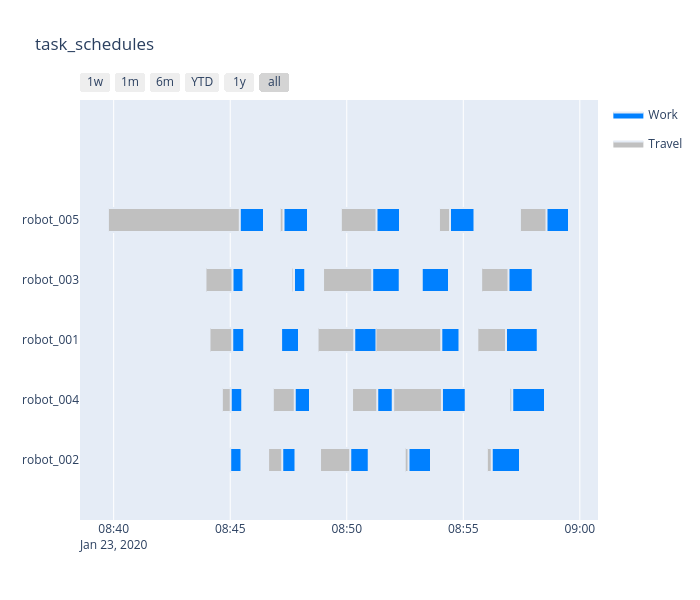 task_schedules
1w 1m 6m YTD 1y all
Work
Travel
robot_005
robot_003
robot_001
robot_004
robot_002
08:40 08:45 08:50 08:55 09:00
Jan 23, 2020